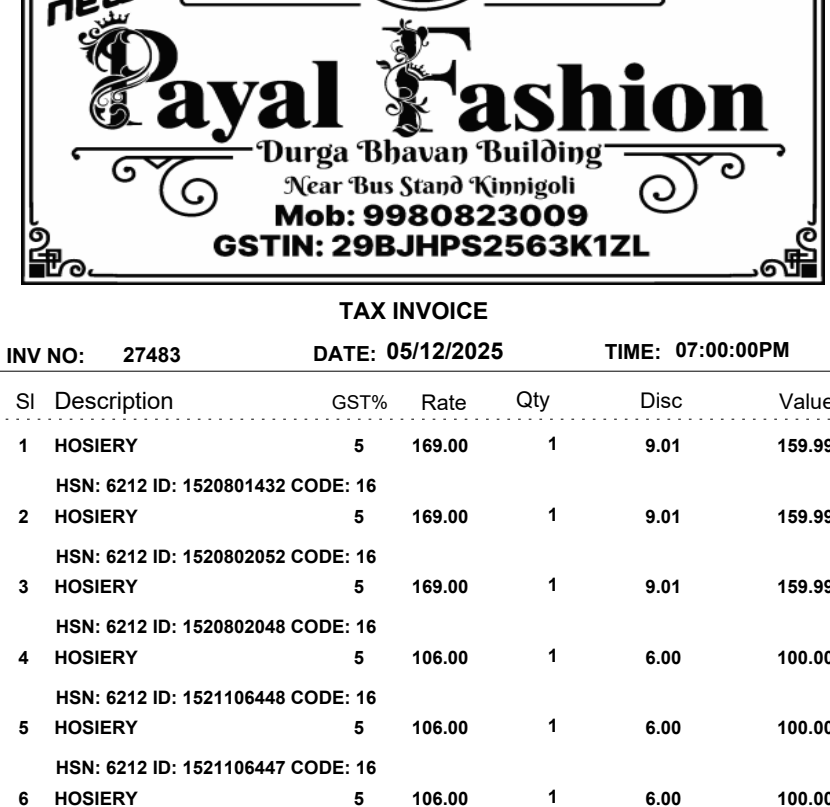 new
Payal Fashion
Durga Bhavan Building
Near Bus Stand Kinnigoli
Mob: 9980823009
GSTIN: 29BJHPS2563K1ZL
TAX INVOICE
INV NO: 27483 DATE: 05/12/2025 TIME: 07:00:00PM
Sl Description GST% Rate Qty Disc Value
1 HOSIERY 5 169.00 1 9.01 159.99
HSN: 6212 ID: 1520801432 CODE: 16
2 HOSIERY 5 169.00 1 9.01 159.99
HSN: 6212 ID: 1520802052 CODE: 16
3 HOSIERY 5 169.00 1 9.01 159.99
HSN: 6212 ID: 1520802048 CODE: 16
4 HOSIERY 5 106.00 1 6.00 100.00
HSN: 6212 ID: 1521106448 CODE: 16
5 HOSIERY 5 106.00 1 6.00 100.00
HSN: 6212 ID: 1521106447 CODE: 16
6 HOSIERY 5 106.00 1 6.00 100.00